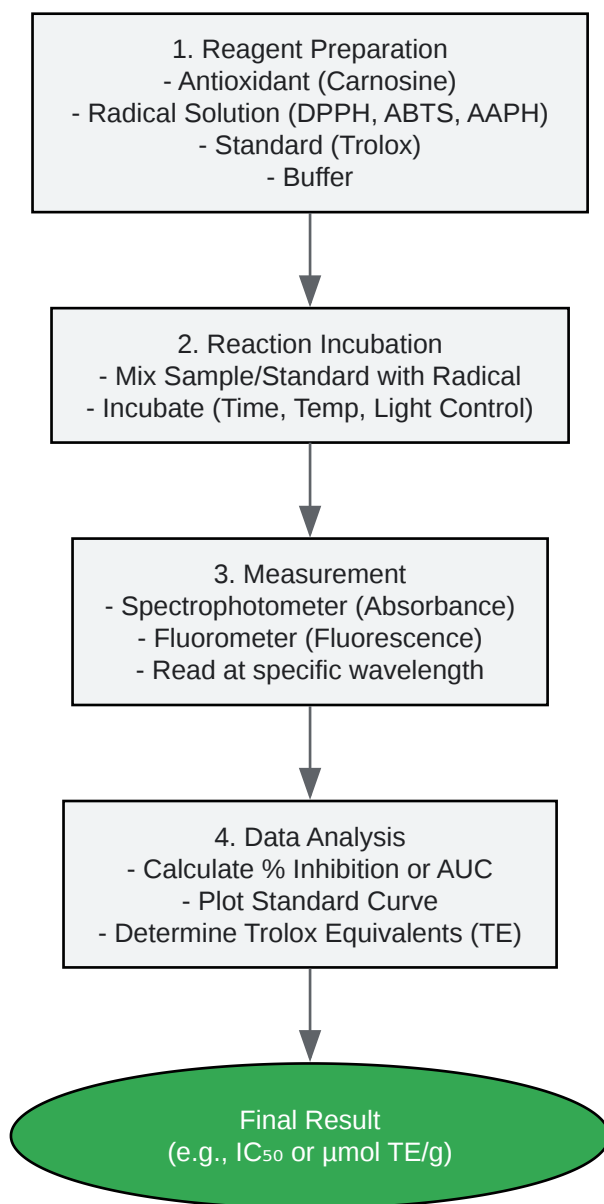 1. Reagent Preparation
- Antioxidant (Carnosine)
- Radical Solution (DPPH, ABTS, AAPH)
- Standard (Trolox)
- Buffer
2. Reaction Incubation
- Mix Sample/Standard with Radical
- Incubate (Time, Temp, Light Control)
3. Measurement
- Spectrophotometer (Absorbance)
- Fluorometer (Fluorescence)
- Read at specific wavelength
4. Data Analysis
- Calculate % Inhibition or AUC
- Plot Standard Curve
- Determine Trolox Equivalents (TE)
Final Result
(e.g., IC₅₀ or µmol TE/g)